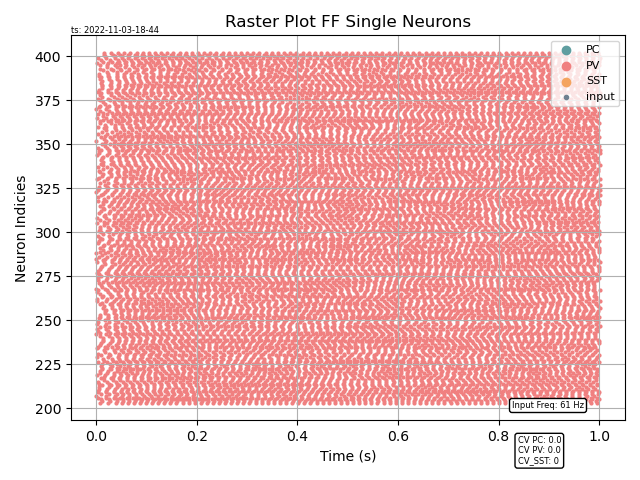 Raster Plot FF Single Neurons
ts: 2022-11-03-18-44
PC
PV
SST
input
Neuron Indicies
400
375
350
325
300
275
250
225
200
Input Freq: 61 Hz
0.0 0.2 0.4 0.6 0.8 1.0
Time (s)
CV PC: 0.0
CV PV: 0.0
CV_SST: 0